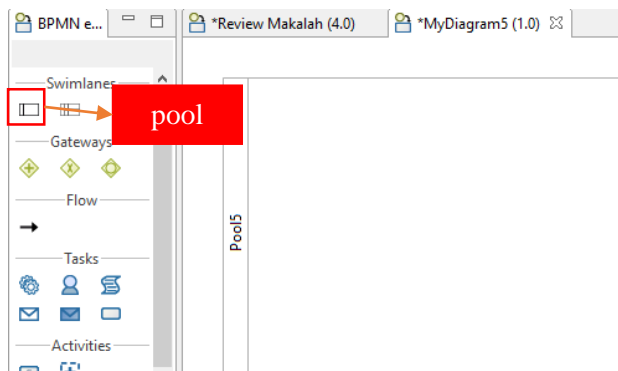 BPMN e...
*Review Makalah (4.0)
*MyDiagram5 (1.0)
Swimlanes
pool
Gateways
Flow
Pool5
Tasks
Activities